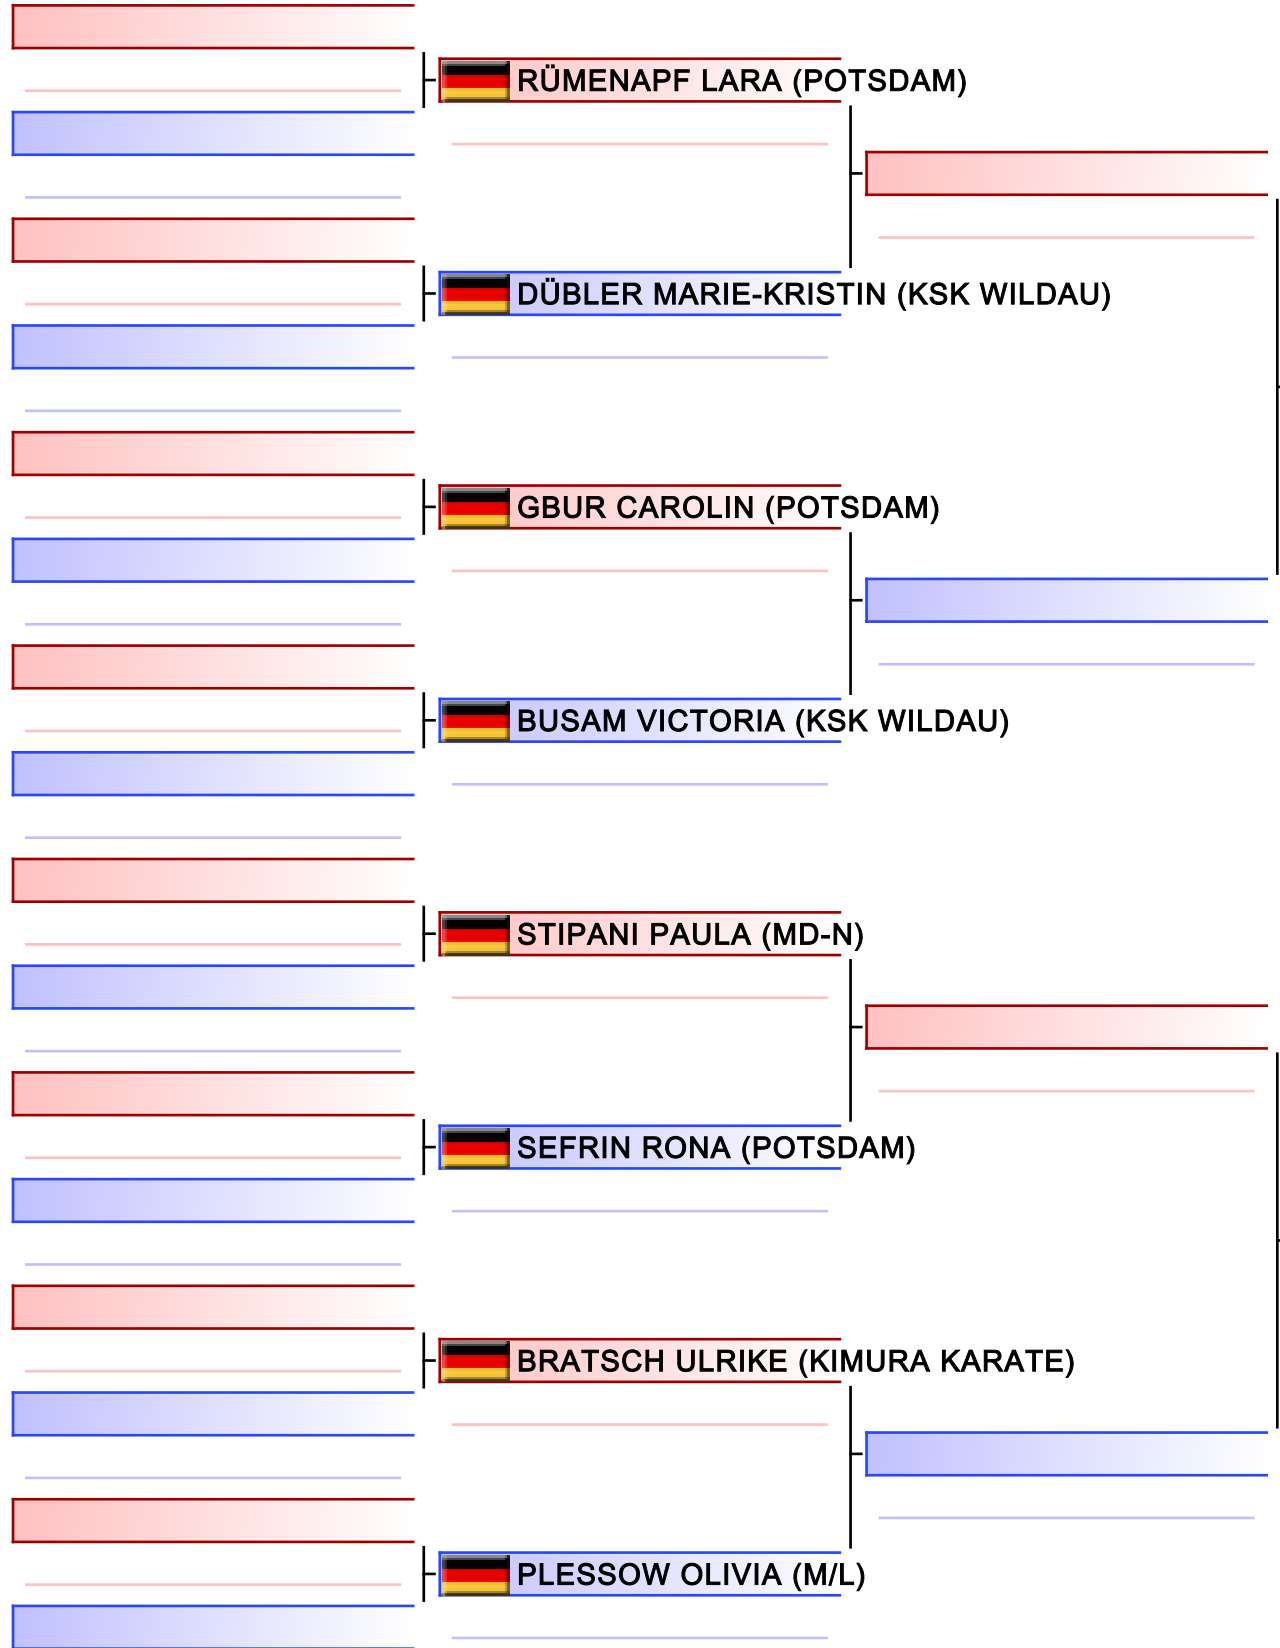 RÜMENAPF LARA (POTSDAM)
DÜBLER MARIE-KRISTIN (KSK WILDAU)
GBUR CAROLIN (POTSDAM)
BUSAM VICTORIA (KSK WILDAU)
STIPANI PAULA (MD-N)
SEFRIN RONA (POTSDAM)
BRATSCH ULRIKE (KIMURA KARATE)
PLESSOW OLIVIA (M/L)